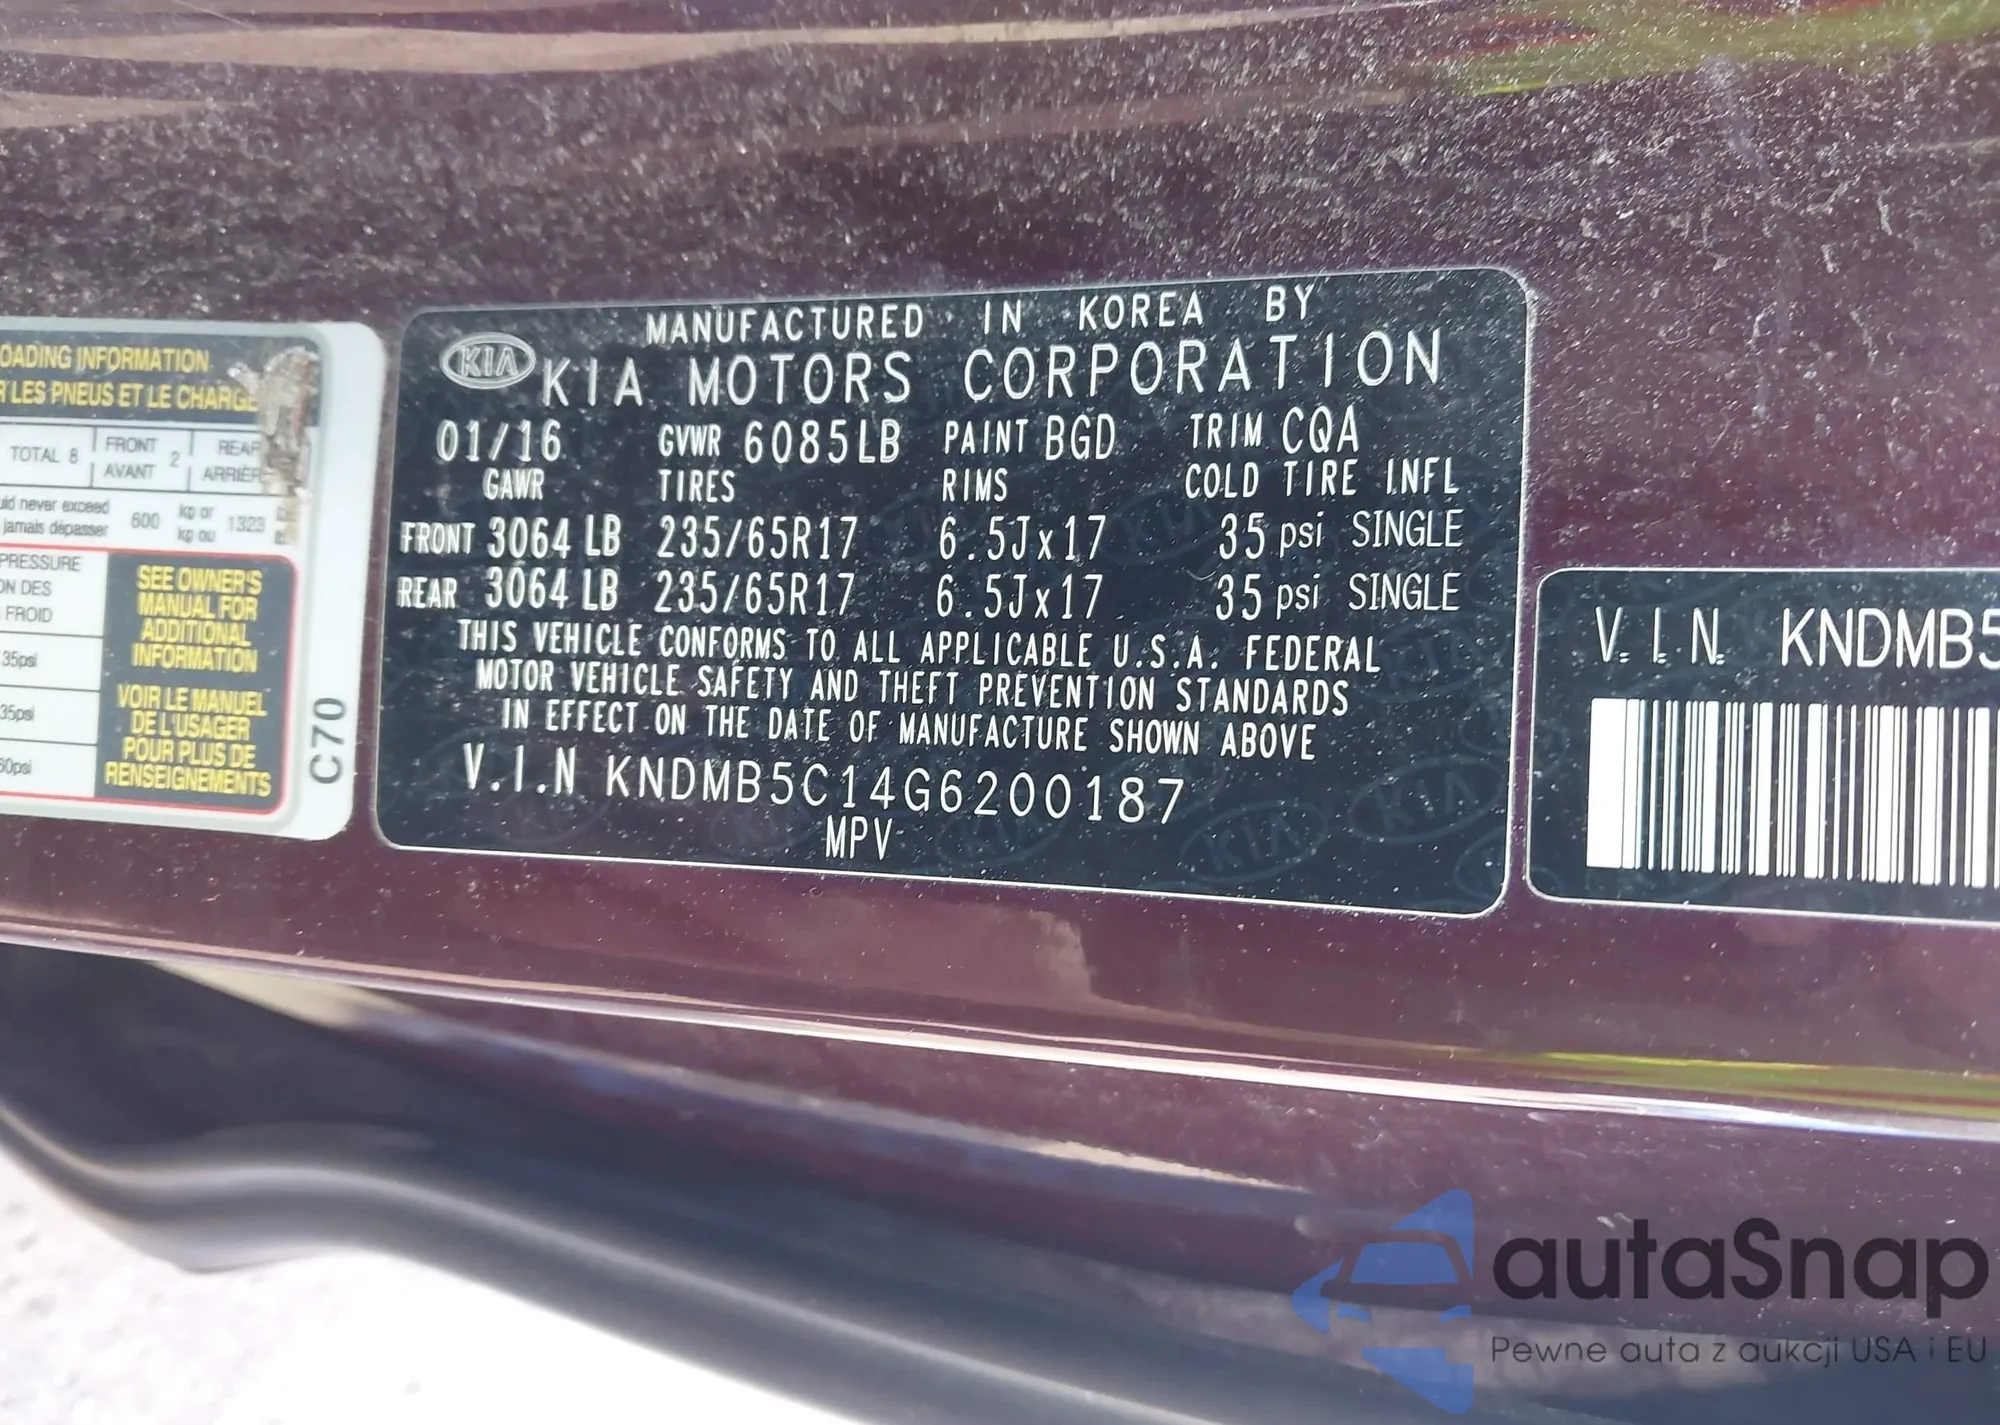 OADING INFORMATION
R LES PNEUS ET LE CHARGE
TOTAL 8
FRONT
AVANT
2
REAR
ARRIÈR
uid never exceed
jamais dépasser
600
kg or
kg ou
1323
PRESSURE
ON DES
FROID
35psi
35psi
60psi
SEE OWNER'S
MANUAL FOR
ADDITIONAL
INFORMATION
VOIR LE MANUEL
DE L'USAGER
POUR PLUS DE
RENSEIGNEMENTS
C70
MANUFACTURED IN KOREA BY
KIA KIA MOTORS CORPORATION
01/16 GVWR 6085LB PAINT BGD TRIM CQA
GAWR TIRES RIMS COLD TIRE INFL
FRONT 3064 LB 235/65R17 6.5Jx17 35 psi SINGLE
REAR 3064 LB 235/65R17 6.5Jx17 35 psi SINGLE
THIS VEHICLE CONFORMS TO ALL APPLICABLE U.S.A. FEDERAL
MOTOR VEHICLE SAFETY AND THEFT PREVENTION STANDARDS
IN EFFECT ON THE DATE OF MANUFACTURE SHOWN ABOVE
V.I.N KNDMB5C14G6200187
MPV
V.I.N. KNDMB5
autaSnap
Pewne auta z aukcji USA i EU